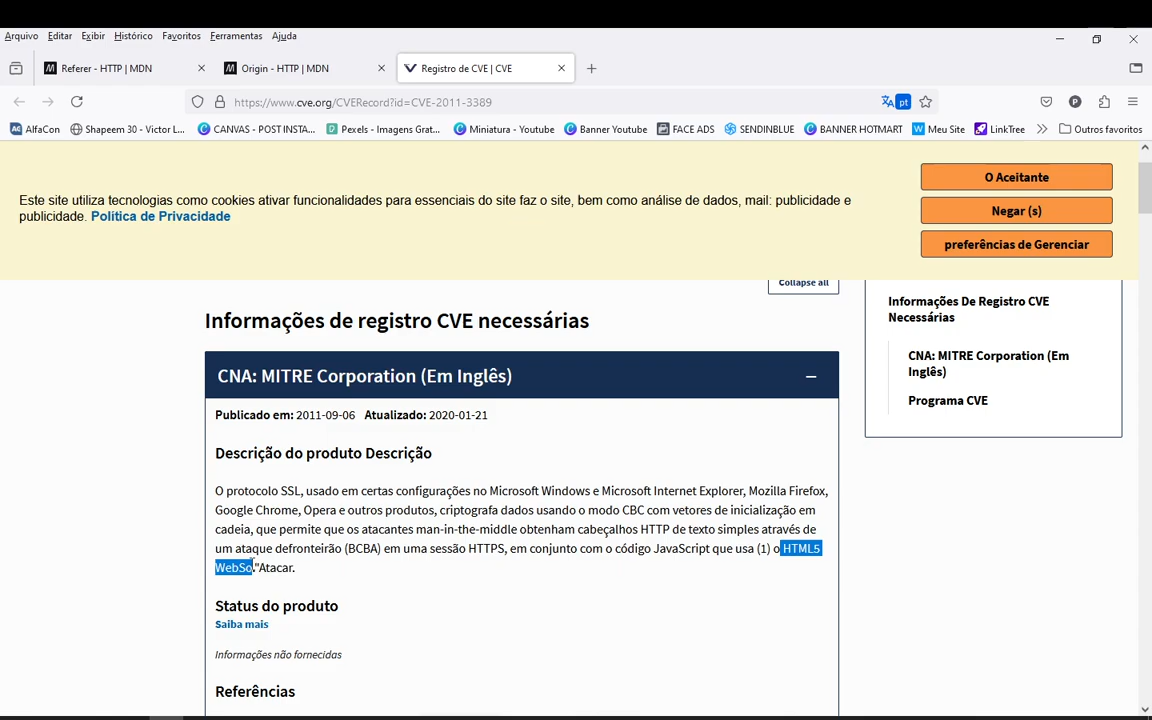 Arquivo Editar Exibir Histórico Favoritos Ferramentas Ajuda
Referer - HTTP | MDN Origin - HTTP | MDN Registro de CVE | CVE
https://www.cve.org/CVERecord?id=CVE-2011-3389 pt
AlfaCon Shapeem 30 - Victor L... CANVAS - POST INSTA... Pexels - Imagens Grat... Miniatura - Youtube Banner Youtube FACE ADS SENDINBLUE BANNER HOTMART Meu Site LinkTree Outros favoritos
O Aceitante
Este site utiliza tecnologias como cookies ativar funcionalidades para essenciais do site faz o site, bem como análise de dados, mail: publicidade e
publicidade. Política de Privacidade
Negar (s)
preferências de Gerenciar
Collapse all
Informações de registro CVE necessárias
CNA: MITRE Corporation (Em Inglês)
Publicado em: 2011-09-06 Atualizado: 2020-01-21
Descrição do produto Descrição
O protocolo SSL, usado em certas configurações no Microsoft Windows e Microsoft Internet Explorer, Mozilla Firefox,
Google Chrome, Opera e outros produtos, criptografa dados usando o modo CBC com vetores de inicialização em
cadeia, que permite que os atacantes man-in-the-middle obtenham cabeçalhos HTTP de texto simples através de
um ataque defronteirão (BCBA) em uma sessão HTTPS, em conjunto com o código JavaScript que usa (1) o HTML5
WebSo."Atacar.
Status do produto
Saiba mais
Informações não fornecidas
Referências
Informações De Registro CVE
Necessárias
CNA: MITRE Corporation (Em
Inglês)
Programa CVE